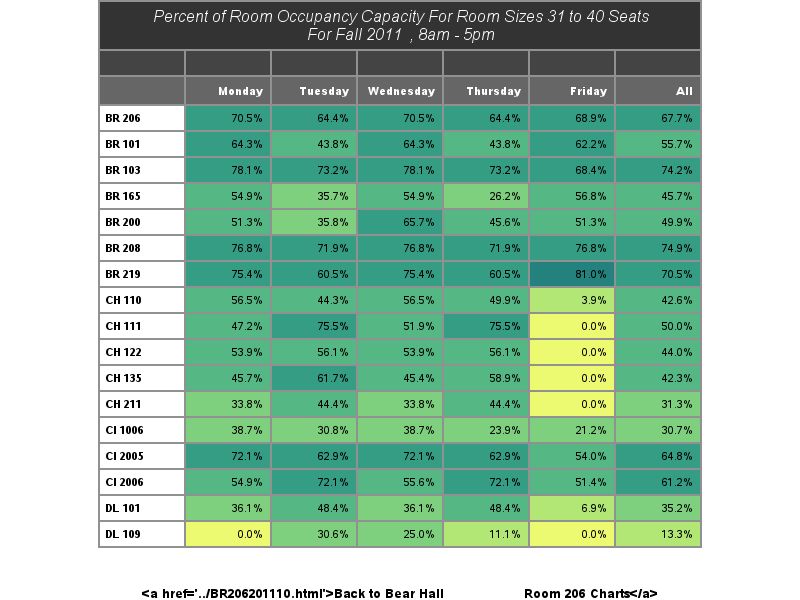 Percent of Room Occupancy Capacity For Room Sizes 31 to 40 Seats
For Fall 2011 , 8am - 5pm
Monday Tuesday Wednesday Thursday Friday All
BR 206 70.5% 64.4% 70.5% 64.4% 68.9% 67.7%
BR 101 64.3% 43.8% 64.3% 43.8% 62.2% 55.7%
BR 103 78.1% 73.2% 78.1% 73.2% 68.4% 74.2%
BR 165 54.9% 35.7% 54.9% 26.2% 56.8% 45.7%
BR 200 51.3% 35.8% 65.7% 45.6% 51.3% 49.9%
BR 208 76.8% 71.9% 76.8% 71.9% 76.8% 74.9%
BR 219 75.4% 60.5% 75.4% 60.5% 81.0% 70.5%
CH 110 56.5% 44.3% 56.5% 49.9% 3.9% 42.6%
CH 111 47.2% 75.5% 51.9% 75.5% 0.0% 50.0%
CH 122 53.9% 56.1% 53.9% 56.1% 0.0% 44.0%
CH 135 45.7% 61.7% 45.4% 58.9% 0.0% 42.3%
CH 211 33.8% 44.4% 33.8% 44.4% 0.0% 31.3%
CI 1006 38.7% 30.8% 38.7% 23.9% 21.2% 30.7%
CI 2005 72.1% 62.9% 72.1% 62.9% 54.0% 64.8%
CI 2006 54.9% 72.1% 55.6% 72.1% 51.4% 61.2%
DL 101 36.1% 48.4% 36.1% 48.4% 6.9% 35.2%
DL 109 0.0% 30.6% 25.0% 11.1% 0.0% 13.3%
<a href='../BR206201110.html'>Back to Bear Hall Room 206 Charts</a>